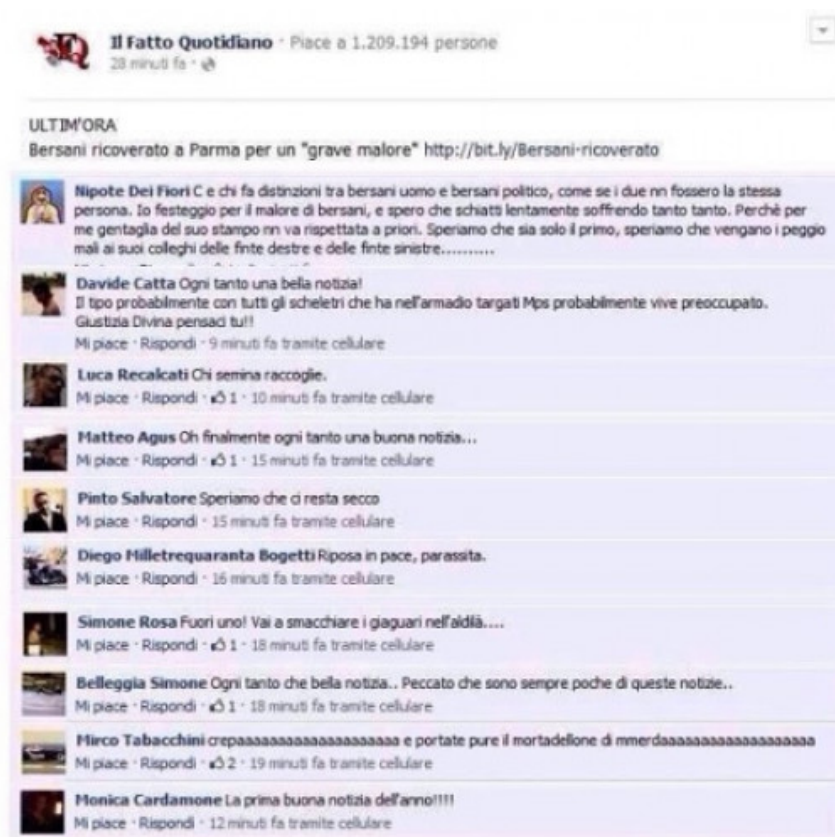 Il Fatto Quotidiano · Piace a 1.209.194 persone
28 minuti fa ·
ULTIM'ORA
Bersani ricoverato a Parma per un "grave malore" http://bit.ly/Bersani-ricoverato
Nipote Dei Fiori C e chi fa distinzioni tra bersani uomo e bersani politico, come se i due nn fossero la stessa
persona. Io festeggio per il malore di bersani, e spero che schiatti lentamente soffrendo tanto tanto. Perchè per
me gentaglia del suo stampo nn va rispettata a priori. Speriamo che sia solo il primo, speriamo che vengano i peggio
mali ai suoi colleghi delle finte destre e delle finte sinistre..........
Davide Catta Ogni tanto una bella notizia!
Il tipo probabilmente con tutti gli scheletri che ha nell'armadio targati Mps probabilmente vive preoccupato.
Giustizia Divina pensaci tu!!
Mi piace · Rispondi · 9 minuti fa tramite cellulare
Luca Recalcati Chi semina raccoglie.
Mi piace · Rispondi · 1 · 10 minuti fa tramite cellulare
Matteo Agus Oh finalmente ogni tanto una buona notizia...
Mi piace · Rispondi · 1 · 15 minuti fa tramite cellulare
Pinto Salvatore Speriamo che ci resta secco
Mi piace · Rispondi · 15 minuti fa tramite cellulare
Diego Milletrequaranta Bogetti Riposa in pace, parassita.
Mi piace · Rispondi · 16 minuti fa tramite cellulare
Simone Rosa Fuori uno! Vai a smacchiare i giaguari nell'aldilà....
Mi piace · Rispondi · 1 · 18 minuti fa tramite cellulare
Belleggia Simone Ogni tanto che bella notizia.. Peccato che sono sempre poche di queste notizie..
Mi piace · Rispondi · 1 · 18 minuti fa tramite cellulare
Mirco Tabacchini crepaaaaaaaaaaaaaaaaaaaaa e portate pure il mortadellone di mmerdaaaaaaaaaaaaaaaaaaaa
Mi piace · Rispondi · 2 · 19 minuti fa tramite cellulare
Monica Cardamone La prima buona notizia dell'anno!!!!
Mi piace · Rispondi · 12 minuti fa tramite cellulare